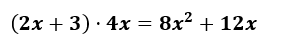 (2x + 3) · 4x = 8x² + 12x